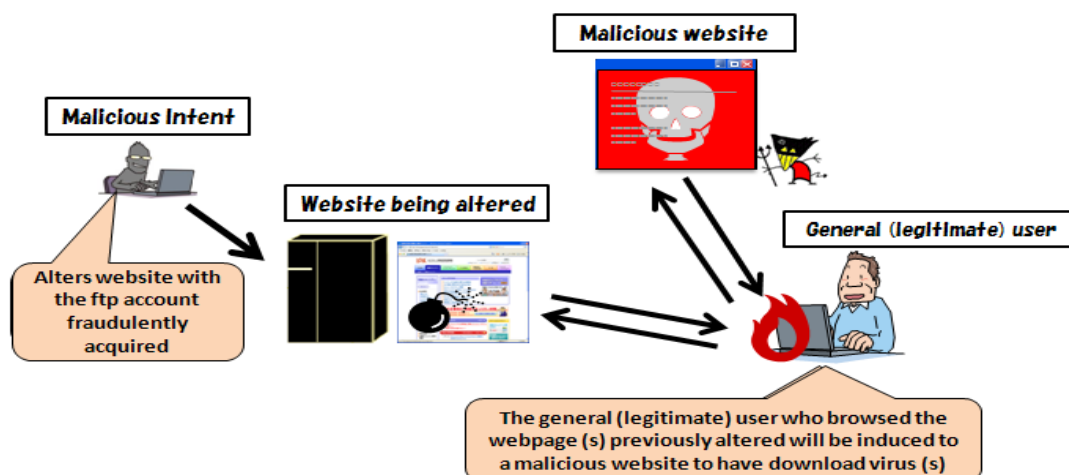 Malicious website
Malicious Intent
Website being altered
General (legitimate) user
Alters website with
the ftp account
fraudulently
acquired
The general (legitimate) user who browsed the
webpage (s) previously altered will be induced to
a malicious website to have download virus (s)